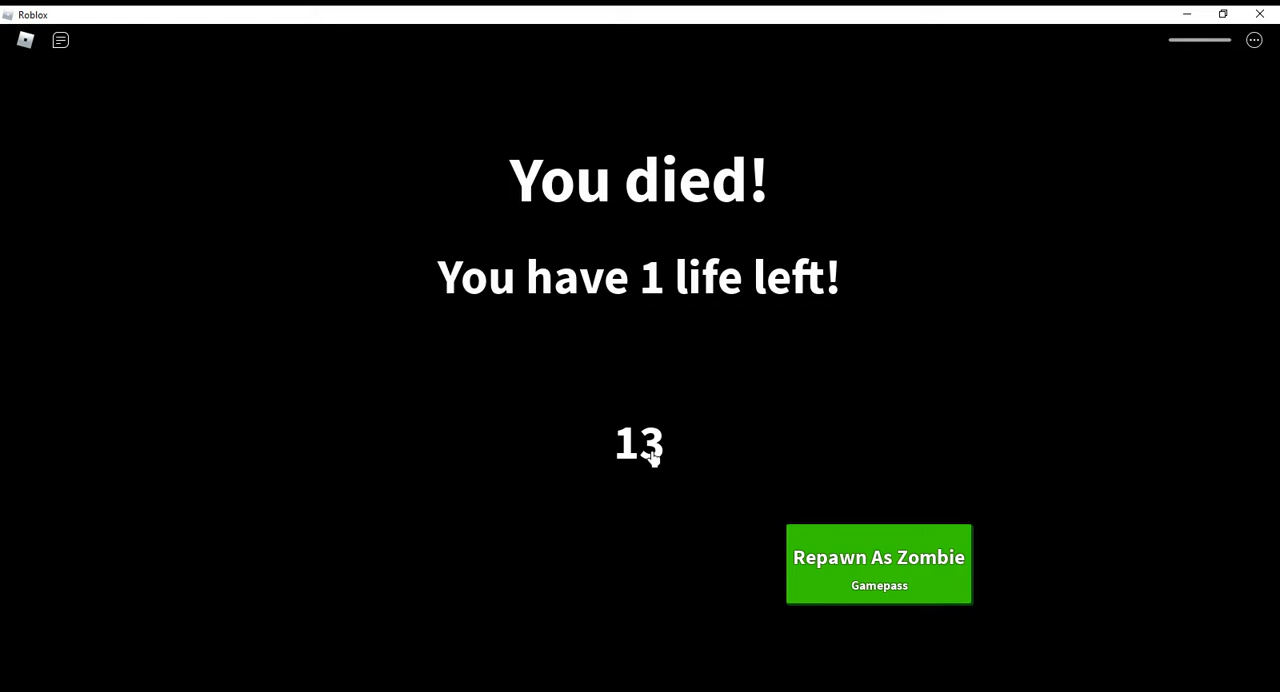 Roblox
You died!
You have 1 life left!
13
Repawn As Zombie
Gamepass